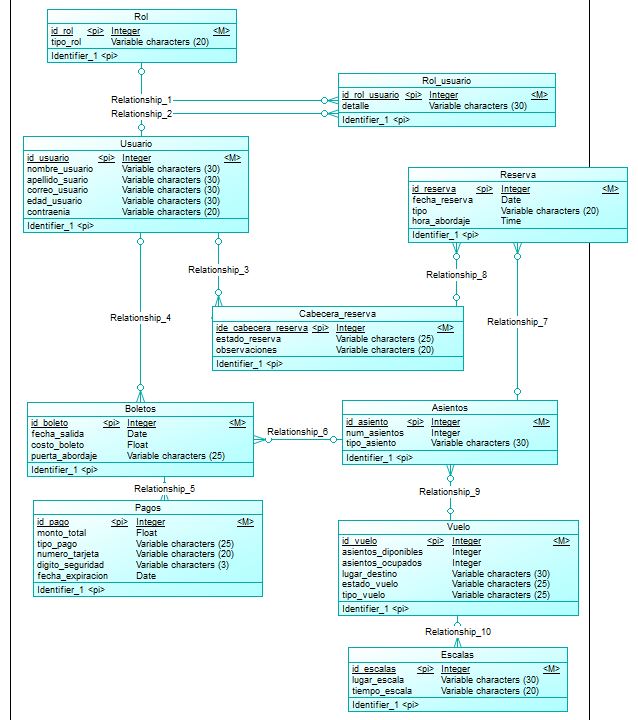 Rol
id_rol <pi> Integer <M>
tipo_rol Variable characters (20)
Identifier_1 <pi>
Relationship_1
Relationship_2
Rol_usuario
id_rol_usuario <pi> Integer <M>
detalle Variable characters (30)
Identifier_1 <pi>
Usuario
id_usuario <pi> Integer <M>
nombre_usuario Variable characters (30)
apellido_suario Variable characters (30)
correo_usuario Variable characters (30)
edad_usuario Variable characters (30)
contraenia Variable characters (20)
Identifier_1 <pi>
Reserva
id_reserva <pi> Integer <M>
fecha_reserva Date
tipo Variable characters (20)
hora_abordaje Time
Identifier_1 <pi>
Relationship_3
Relationship_8
Relationship_4
Relationship_7
Cabecera_reserva
ide_cabecera_reserva <pi> Integer <M>
estado_reserva Variable characters (25)
observaciones Variable characters (20)
Identifier_1 <pi>
Boletos
id_boleto <pi> Integer <M>
fecha_salida Date
costo_boleto Float
puerta_abordaje Variable characters (25)
Identifier_1 <pi>
Relationship_6
Asientos
id_asiento <pi> Integer <M>
num_asientos Integer
tipo_asiento Variable characters (30)
Identifier_1 <pi>
Relationship_5
Relationship_9
Pagos
id_pago <pi> Integer <M>
monto_total Float
tipo_pago Variable characters (25)
numero_tarjeta Variable characters (20)
digito_seguridad Variable characters (3)
fecha_expiracion Date
Identifier_1 <pi>
Vuelo
id_vuelo <pi> Integer <M>
asientos_diponibles Integer
asientos_ocupados Integer
lugar_destino Variable characters (30)
estado_vuelo Variable characters (25)
tipo_vuelo Variable characters (25)
Identifier_1 <pi>
Relationship_10
Escalas
id_escalas <pi> Integer <M>
lugar_escala Variable characters (30)
tiempo_escala Variable characters (20)
Identifier_1 <pi>